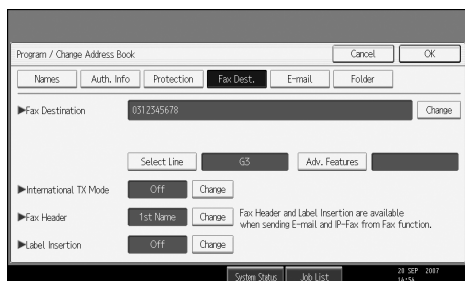 Program / Change Address Book Cancel OK
Names Auth. Info Protection Fax Dest. E-mail Folder
▶Fax Destination 0312345678 Change
Select Line G3 Adv. Features
▶International TX Mode Off Change
▶Fax Header 1st Name Change Fax Header and Label Insertion are available
when sending E-mail and IP-Fax from Fax function.
▶Label Insertion Off Change
System Status Job List 20 SEP 2007
14:54